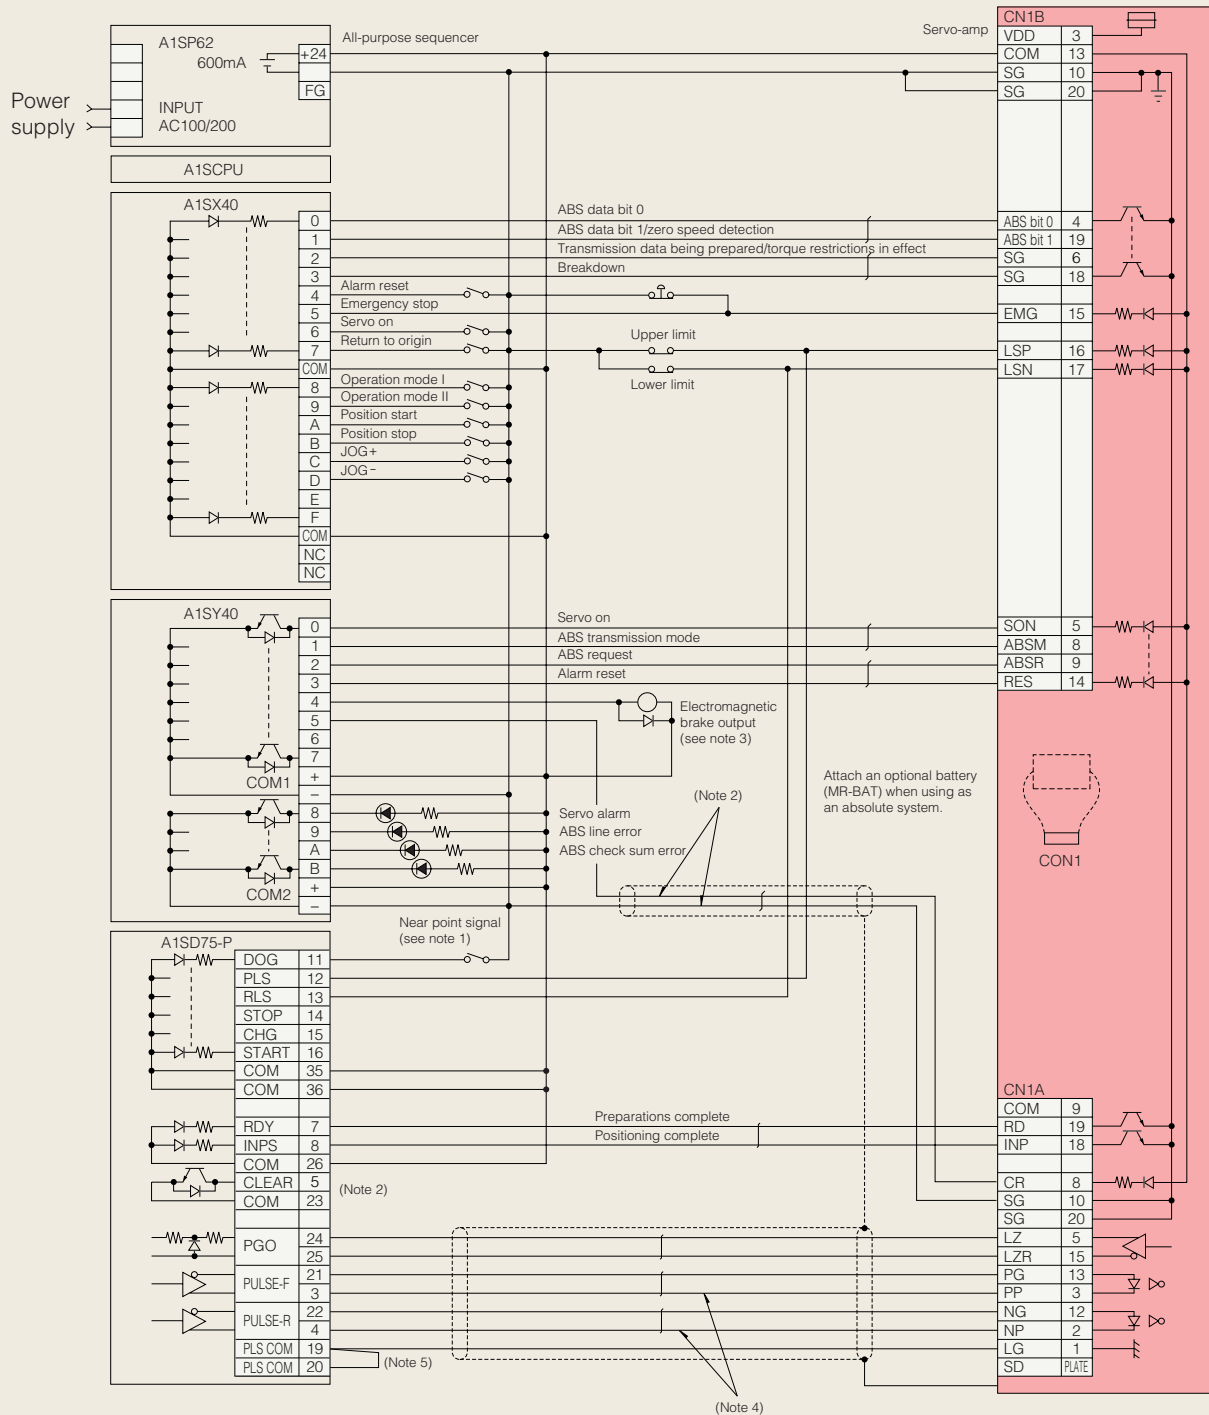 CN1B
A1SP62
600mA
+24
FG
All-purpose sequencer
Servo-amp
VDD 3
COM 13
SG 10
SG 20
Power
supply
INPUT
AC100/200
A1SCPU
A1SX40
0 ABS data bit 0 ABS bit 0 4
1 ABS data bit 1/zero speed detection ABS bit 1 19
2 Transmission data being prepared/torque restrictions in effect SG 6
3 Breakdown SG 18
4 Alarm reset
5 Emergency stop EMG 15
6 Servo on
7 Return to origin Upper limit LSP 16
COM Lower limit LSN 17
8 Operation mode I
9 Operation mode II
A Position start
B Position stop
C JOG+
D JOG-
E
F
COM
NC
NC
A1SY40
0 Servo on SON 5
1 ABS transmission mode ABSM 8
2 ABS request ABSR 9
3 Alarm reset RES 14
4
5
6
7
Electromagnetic
brake output
(see note 3)
COM1
+
–
8 Servo alarm
9 ABS line error
A ABS check sum error
B
COM2
+
–
(Note 2)
Attach an optional battery
(MR-BAT) when using as
an absolute system.
CON1
Near point signal
(see note 1)
A1SD75-P
DOG 11
PLS 12
RLS 13
STOP 14
CHG 15
START 16
COM 35
COM 36
CN1A
COM 9
RDY 7 Preparations complete RD 19
INPS 8 Positioning complete INP 18
COM 26
CLEAR 5 (Note 2) CR 8
COM 23 SG 10
SG 20
PGO 24 LZ 5
25 LZR 15
PULSE-F 21 PG 13
3 PP 3
PULSE-R 22 NG 12
4 NP 2
PLS COM 19 LG 1
PLS COM 20 (Note 5) SD PLATE
(Note 4)